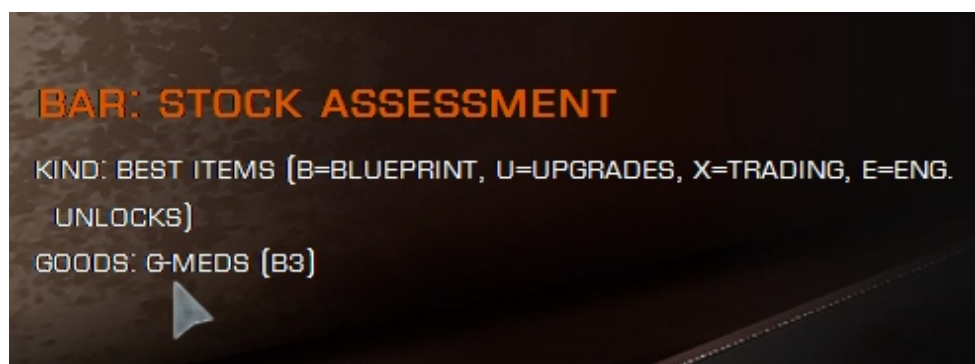 BAR: STOCK ASSESSMENT
KIND: BEST ITEMS (B=BLUEPRINT, U=UPGRADES, X=TRADING, E=ENG.
UNLOCKS)
GOODS: G-MEDS (B3)